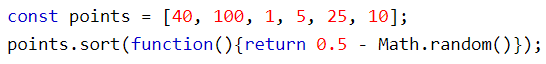 const points = [40, 100, 1, 5, 25, 10];
points.sort(function(){return 0.5 - Math.random()});